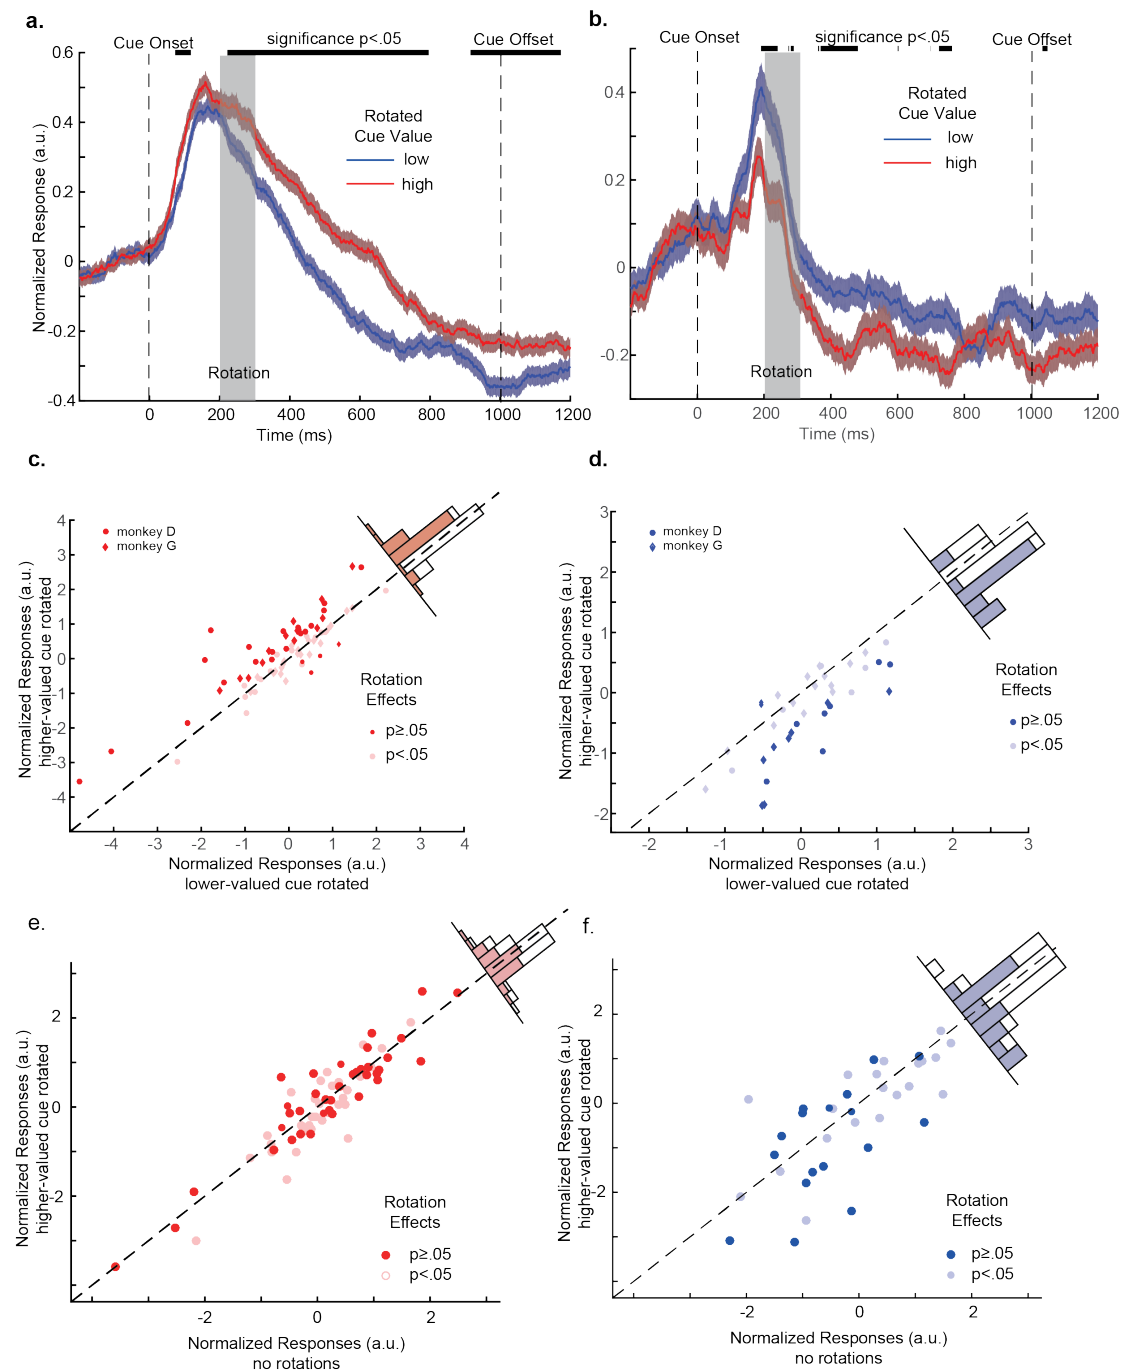 a.
Cue Onset
significance p<.05
Cue Offset
0.6
0.4
0.2
0
-0.2
-0.4
Normalized Response (a.u.)
Rotated
Cue Value
low
high
Rotation
0
200
400
600
800
1000
1200
Time (ms)
b.
Cue Onset
significance p<.05
Cue Offset
0.4
0.2
0
-0.2
Rotated
Cue Value
low
high
Rotation
0
200
400
600
800
1000
1200
Time (ms)
c.
monkey D
monkey G
4
3
2
1
0
-1
-2
-3
-4
Normalized Responses (a.u.)
higher-valued cue rotated
Rotation
Effects
p≥.05
p<.05
-4
-3
-2
-1
0
1
2
3
4
Normalized Responses (a.u.)
lower-valued cue rotated
d.
monkey D
monkey G
3
2
1
0
-1
-2
Normalized Responses (a.u.)
higher-valued cue rotated
Rotation
Effects
p≥.05
p<.05
-2
-1
0
1
2
3
Normalized Responses (a.u.)
lower-valued cue rotated
e.
2
0
-2
Normalized Responses (a.u.)
higher-valued cue rotated
Rotation
Effects
p≥.05
p<.05
-2
0
2
Normalized Responses (a.u.)
no rotations
f.
2
0
-2
Normalized Responses (a.u.)
higher-valued cue rotated
Rotation
Effects
p≥.05
p<.05
-2
0
2
Normalized Responses (a.u.)
no rotations